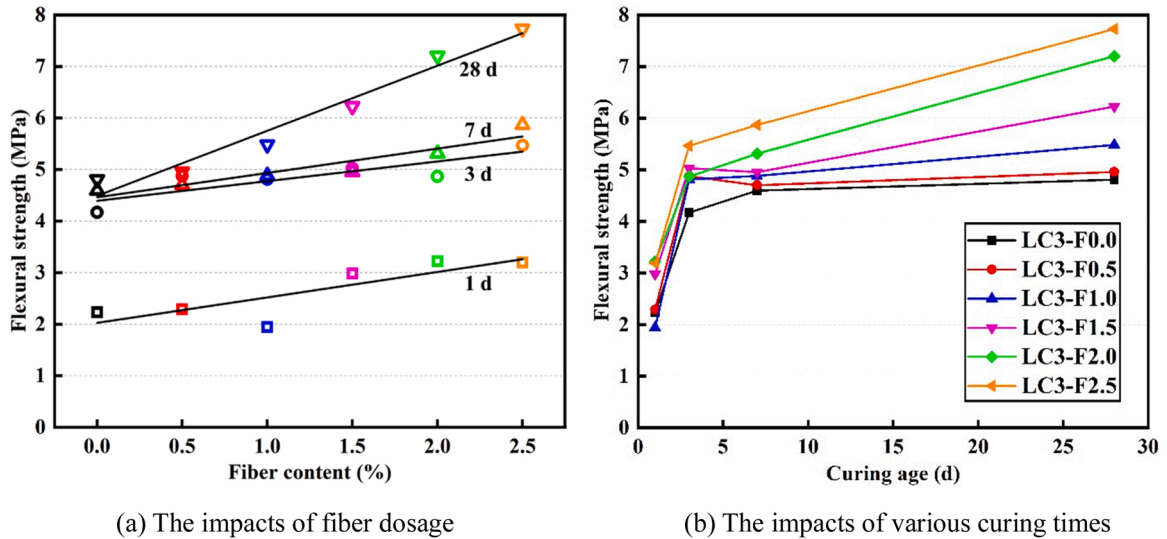 8
7
6
5
4
3
2
1
0
Flexural strength (MPa)
28 d
7 d
3 d
1 d
0.0 0.5 1.0 1.5 2.0 2.5
Fiber content (%)
(a) The impacts of fiber dosage
8
7
6
5
4
3
2
1
0
Flexural strength (MPa)
LC3-F0.0
LC3-F0.5
LC3-F1.0
LC3-F1.5
LC3-F2.0
LC3-F2.5
0 5 10 15 20 25 30
Curing age (d)
(b) The impacts of various curing times